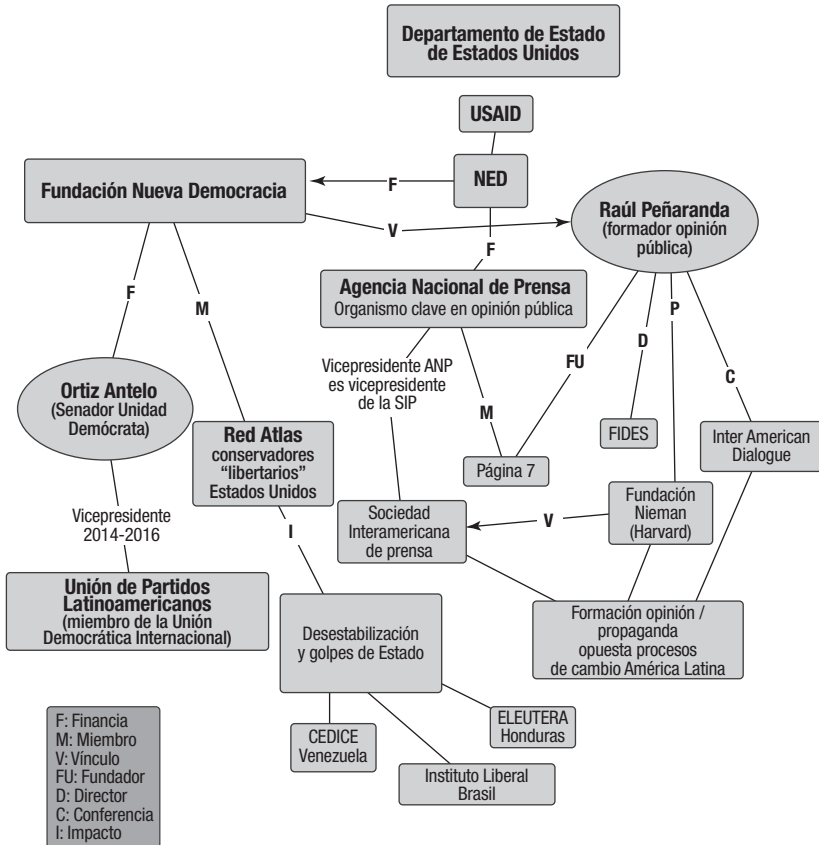 Departamento de Estado
de Estados Unidos
USAID
NED
F
Fundación Nueva Democracia
V
Raúl Peñaranda
(formador opinión
pública)
F
Agencia Nacional de Prensa
Organismo clave en opinión pública
F
M
P
D
FU
C
Vicepresidente ANP
es vicepresidente
de la SIP
M
Ortiz Antelo
(Senador Unidad
Demócrata)
Red Atlas
conservadores
“libertarios”
Estados Unidos
FIDES
Inter American
Dialogue
Página 7
Vicepresidente
2014-2016
I
Sociedad
Interamericana
de prensa
V
Fundación
Nieman
(Harvard)
Unión de Partidos
Latinoamericanos
(miembro de la Unión
Democrática Internacional)
Desestabilización
y golpes de Estado
Formación opinión /
propaganda
opuesta procesos
de cambio América Latina
CEDICE
Venezuela
ELEUTERA
Honduras
Instituto Liberal
Brasil
F: Financia
M: Miembro
V: Vínculo
FU: Fundador
D: Director
C: Conferencia
I: Impacto